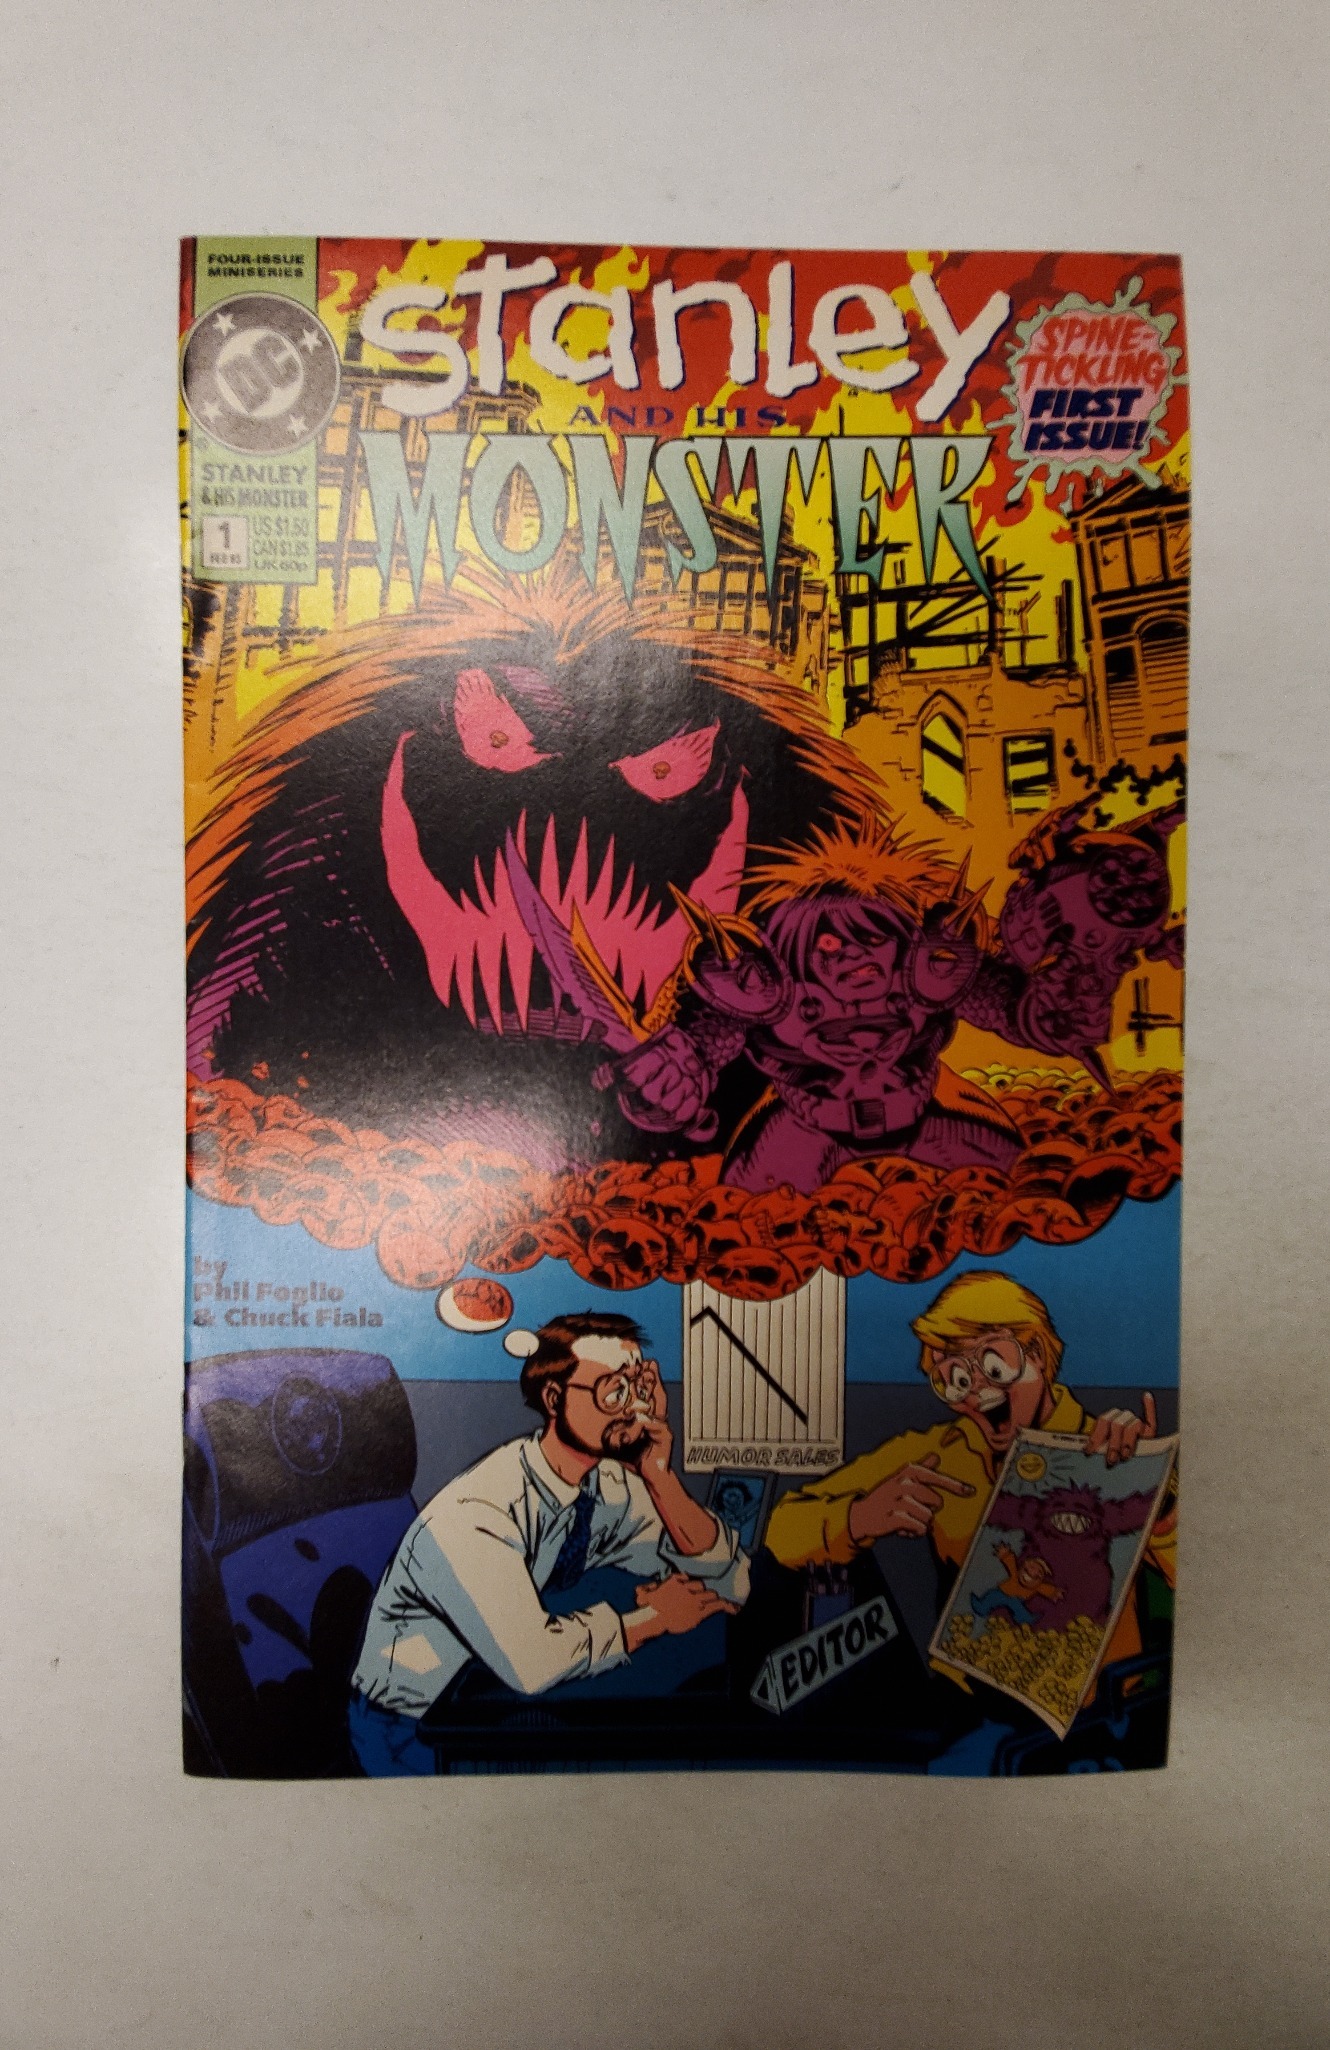 FOUR-ISSUE
MINISERIES
DC
STANLEY
& HIS MONSTER
1
FEB 93
US $1.50
CAN $1.85
UK 60p
stanley
AND HIS
MONSTER
SPINE-
TICKLING
FIRST
ISSUE!
by
Phil Foglio
& Chuck Fiala
HUMOR SALES
EDITOR